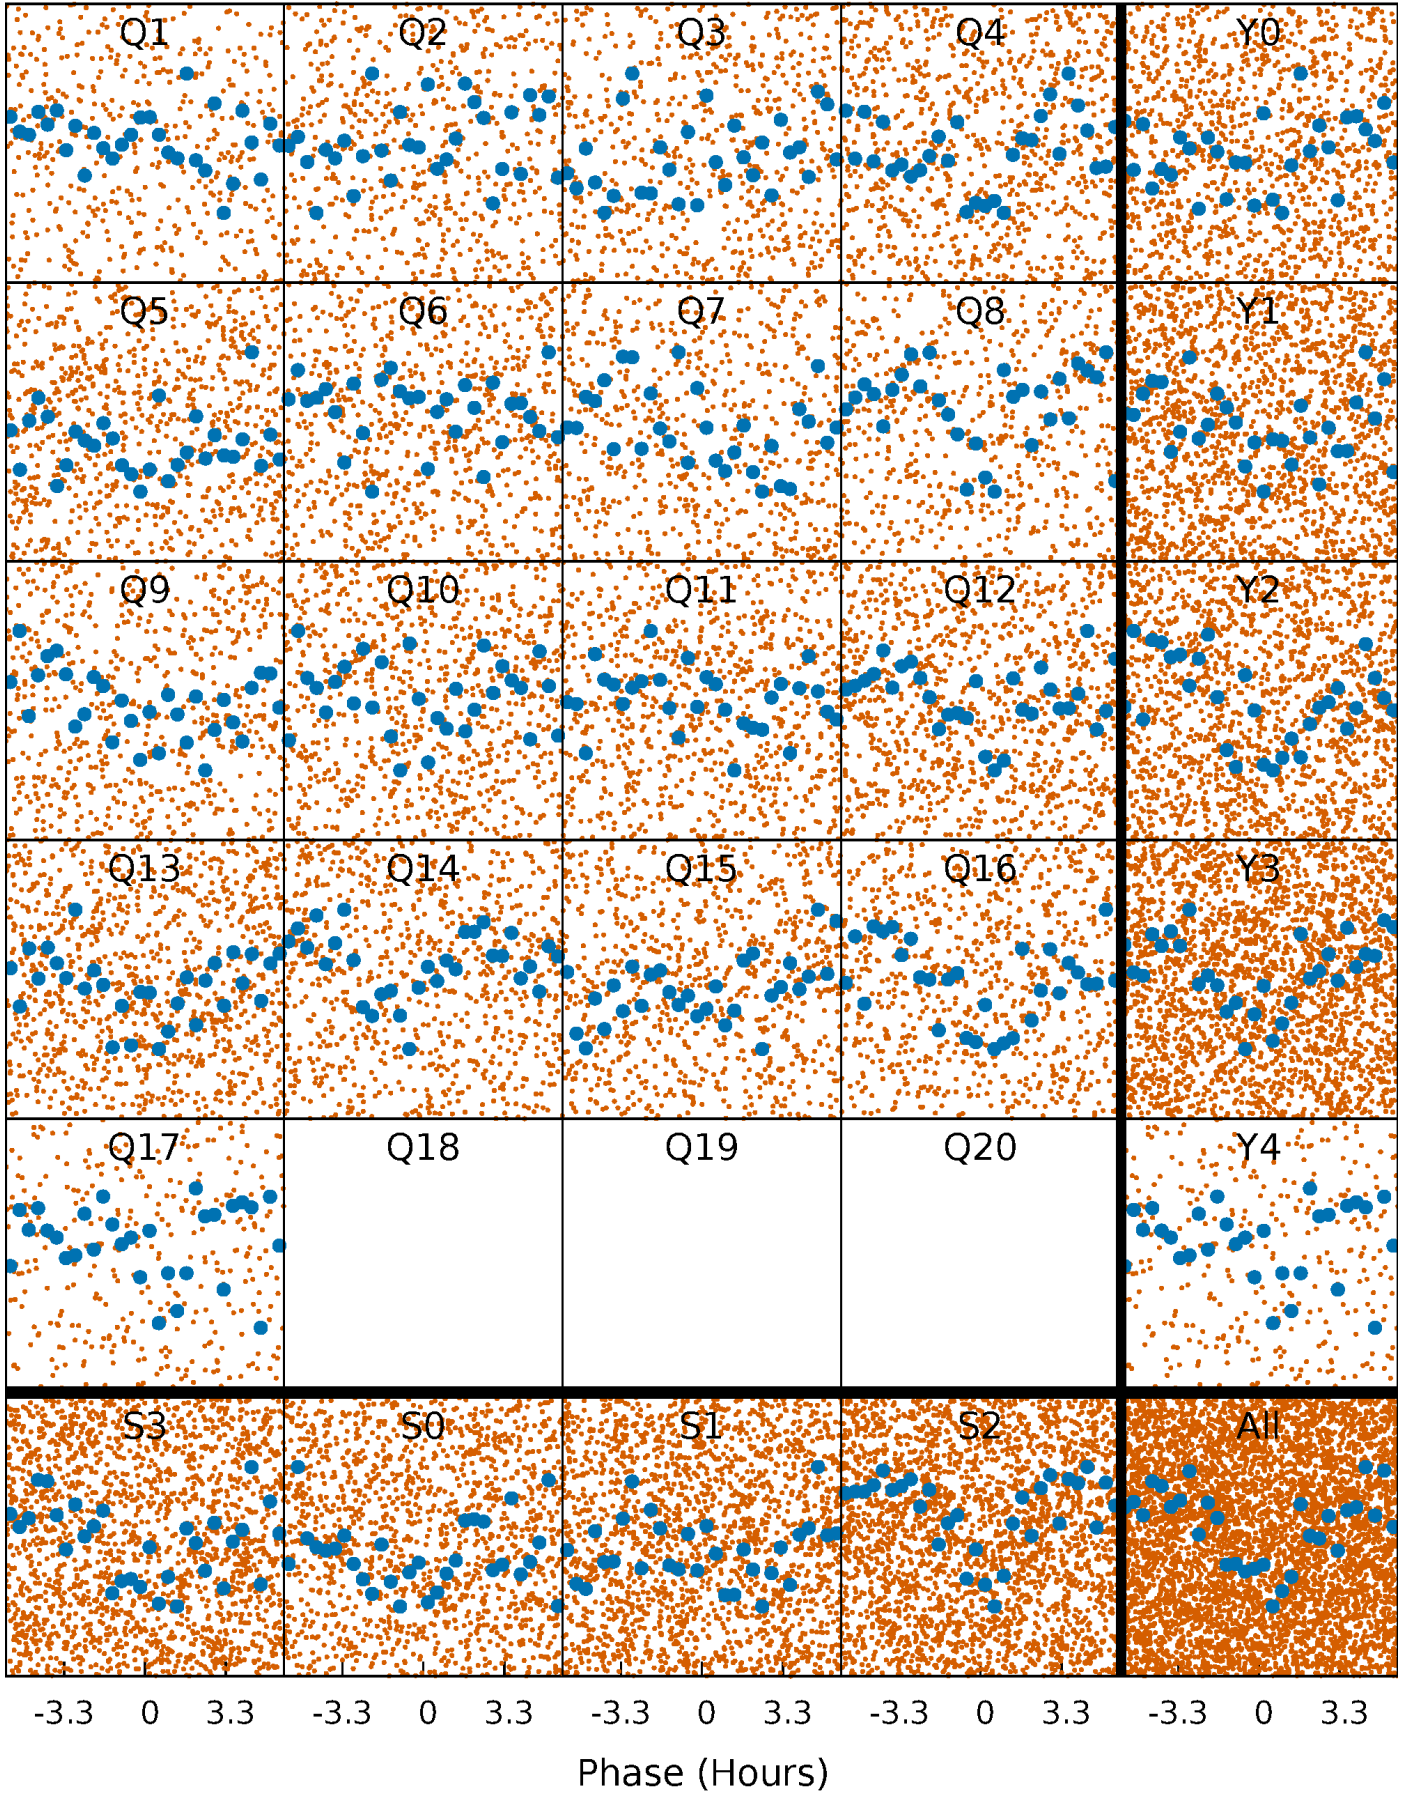 Q1 Q2 Q3 Q4 Y0
Q5 Q6 Q7 Q8 Y1
Q9 Q10 Q11 Q12 Y2
Q13 Q14 Q15 Q16 Y3
Q17 Q18 Q19 Q20 Y4
S3 S0 S1 S2 All
-3.3 0 3.3 -3.3 0 3.3 -3.3 0 3.3 -3.3 0 3.3 -3.3 0 3.3
Phase (Hours)